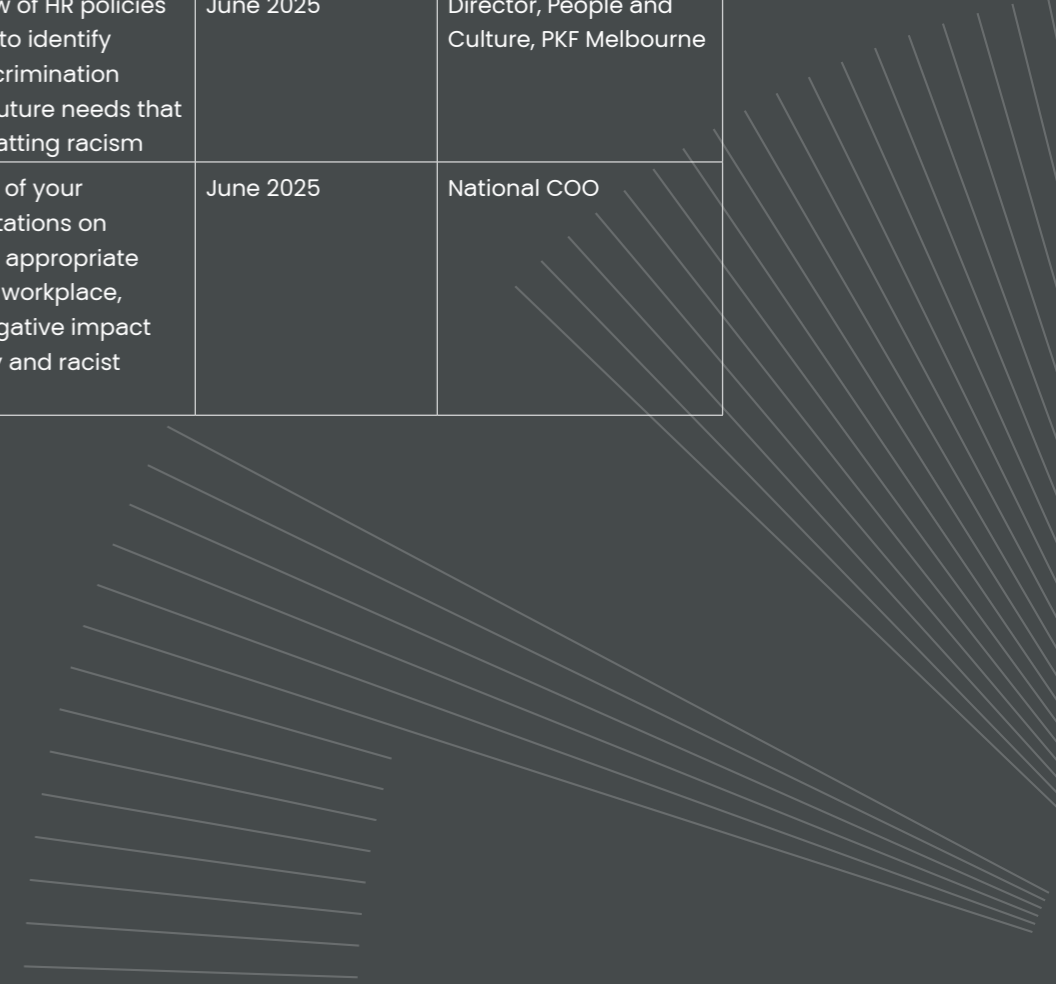 w of HR policies
to identify
crimination
uture needs that
atting racism
June 2025
Director, People and
Culture, PKF Melbourne
of your
tations on
appropriate
workplace,
gative impact
and racist
June 2025
National COO